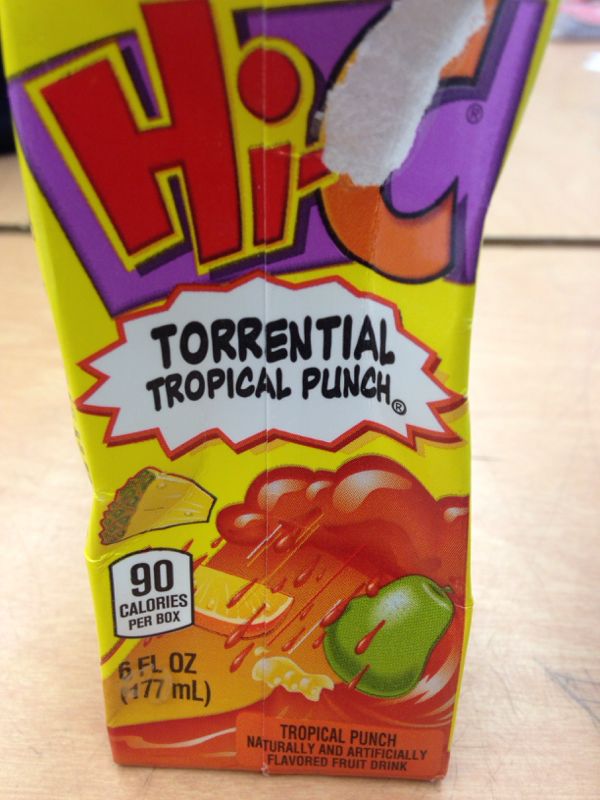 Hi-C®
TORRENTIAL
TROPICAL PUNCH®
90
CALORIES
PER BOX
6 FL OZ
(177 mL)
TROPICAL PUNCH
NATURALLY AND ARTIFICIALLY
FLAVORED FRUIT DRINK